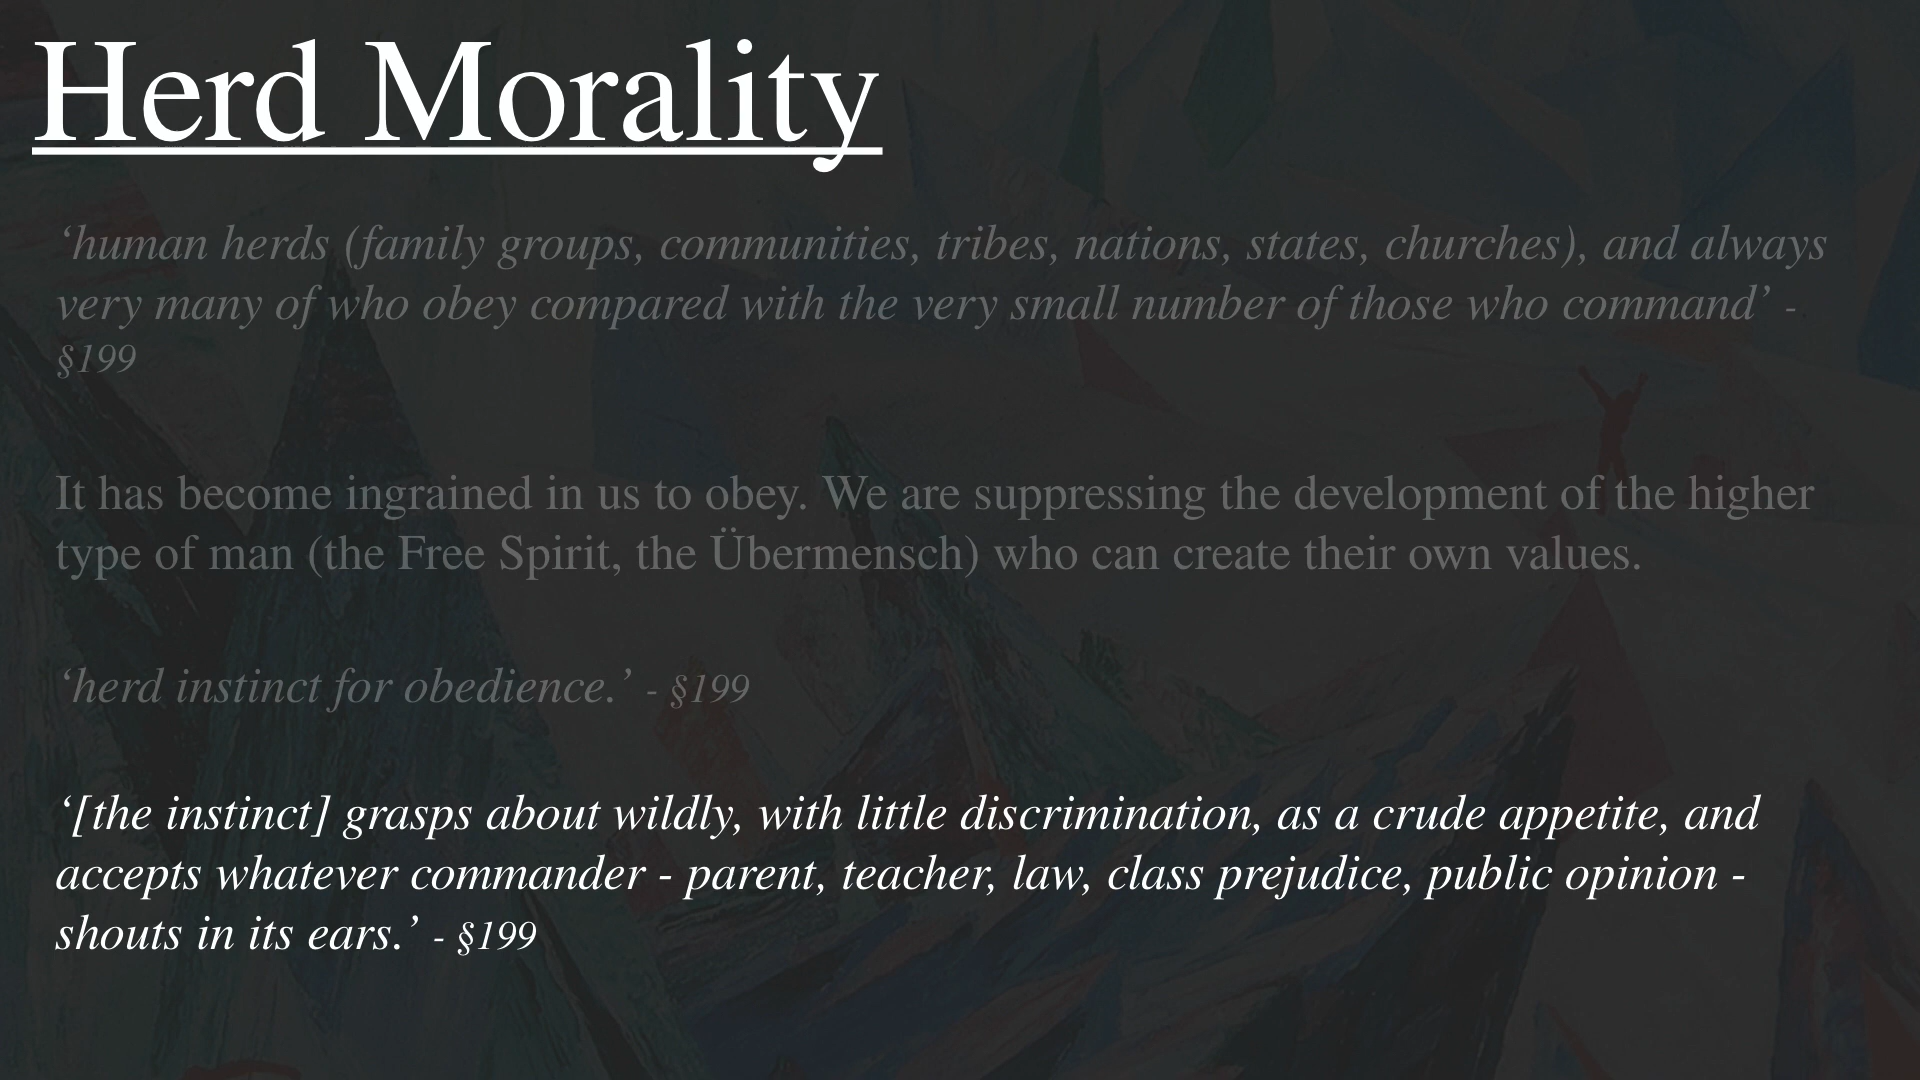 Herd Morality
‘human herds (family groups, communities, tribes, nations, states, churches), and always
very many of who obey compared with the very small number of those who command’ -
§199
It has become ingrained in us to obey. We are suppressing the development of the higher
type of man (the Free Spirit, the Übermensch) who can create their own values.
‘herd instinct for obedience.’ - §199
‘[the instinct] grasps about wildly, with little discrimination, as a crude appetite, and
accepts whatever commander - parent, teacher, law, class prejudice, public opinion -
shouts in its ears.’ - §199